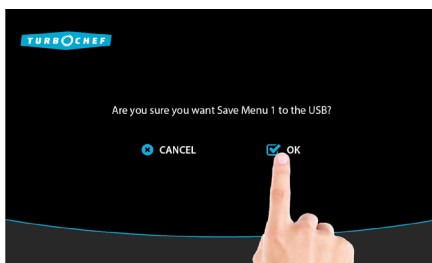 TURBOCHEF
Are you sure you want Save Menu 1 to the USB?
CANCEL
OK